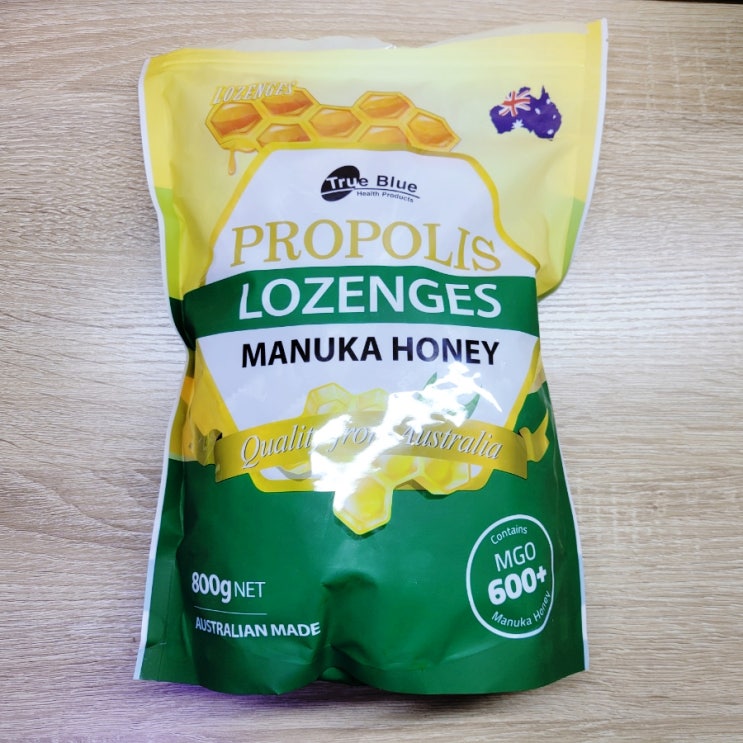 LOZENGES
True Blue
Health Products
PROPOLIS
LOZENGES
MANUKA HONEY
Quality from Australia
800g NET
AUSTRALIAN MADE
Contains
MGO
600+
Manuka Honey